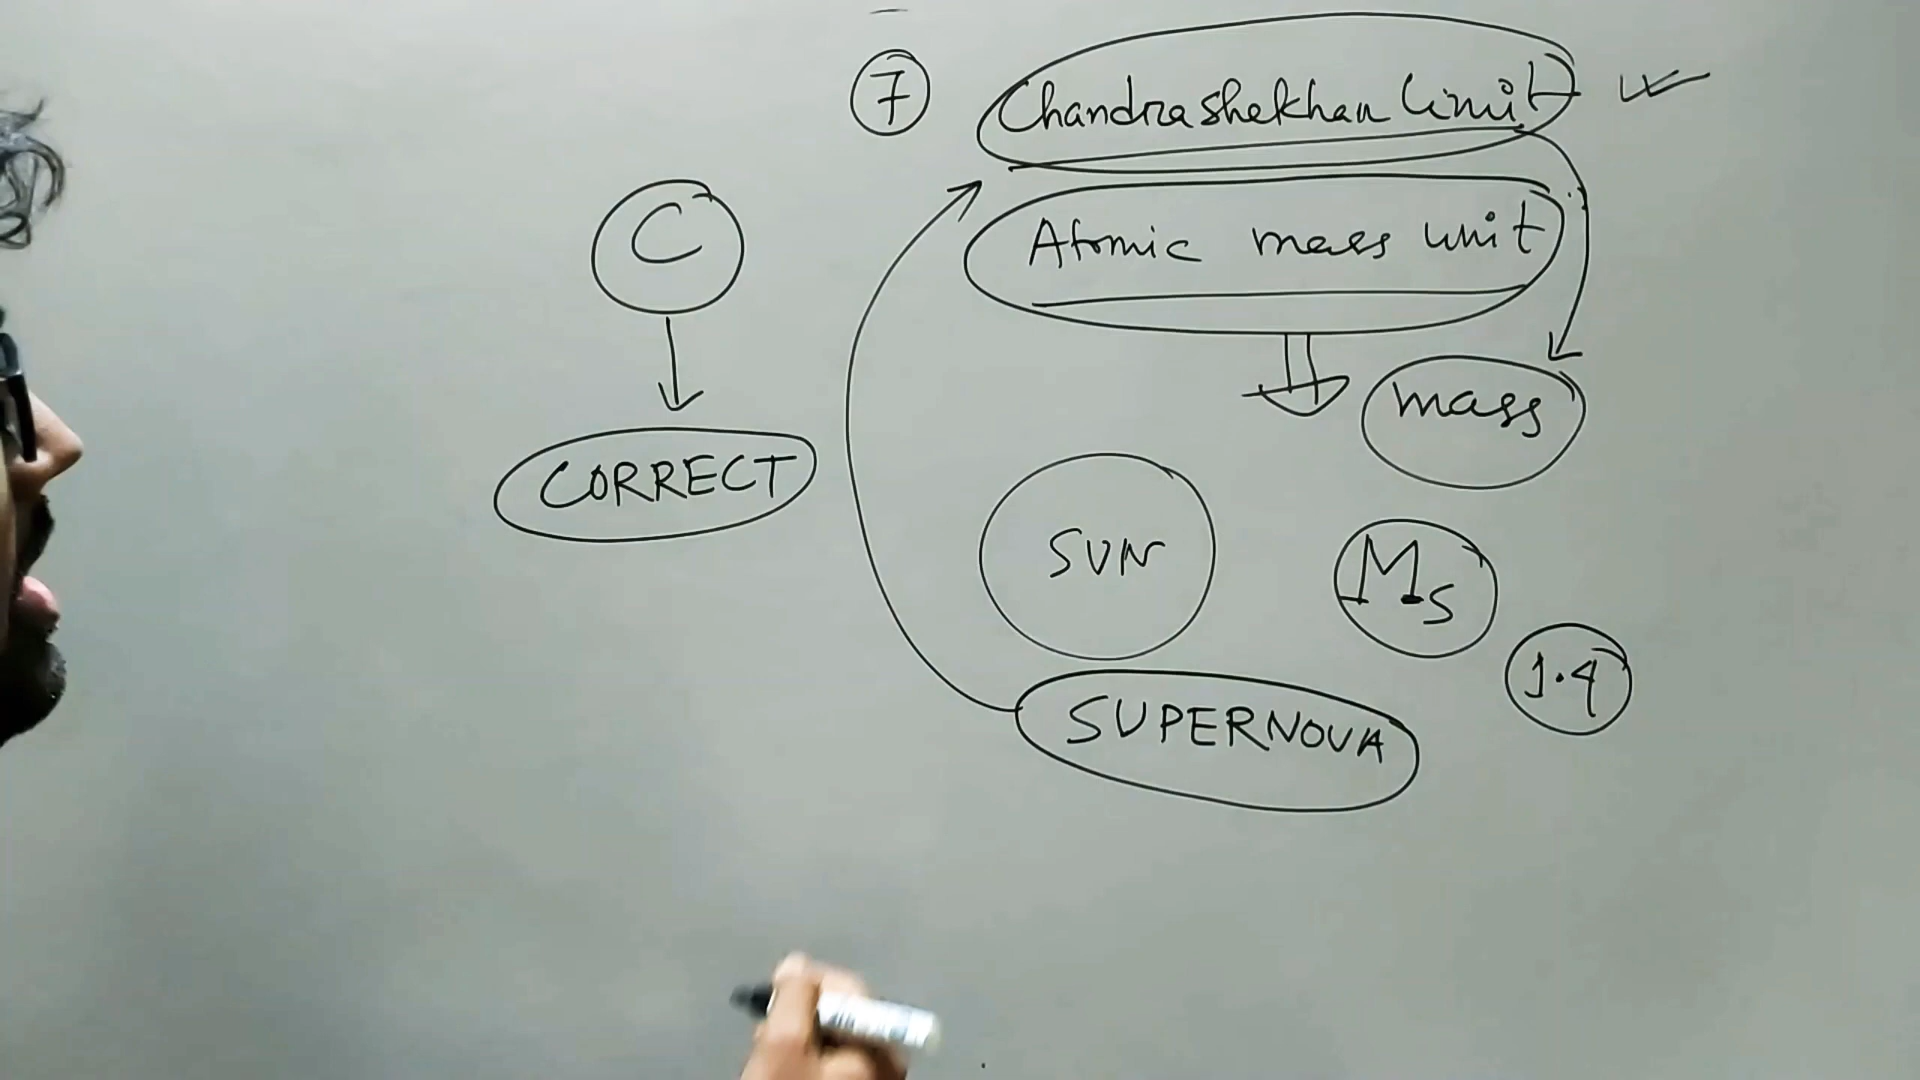 7 Chandrashekhar limit
C
Atomic mass unit
mass
CORRECT
SUN
Ms
1.4
SUPERNOVA